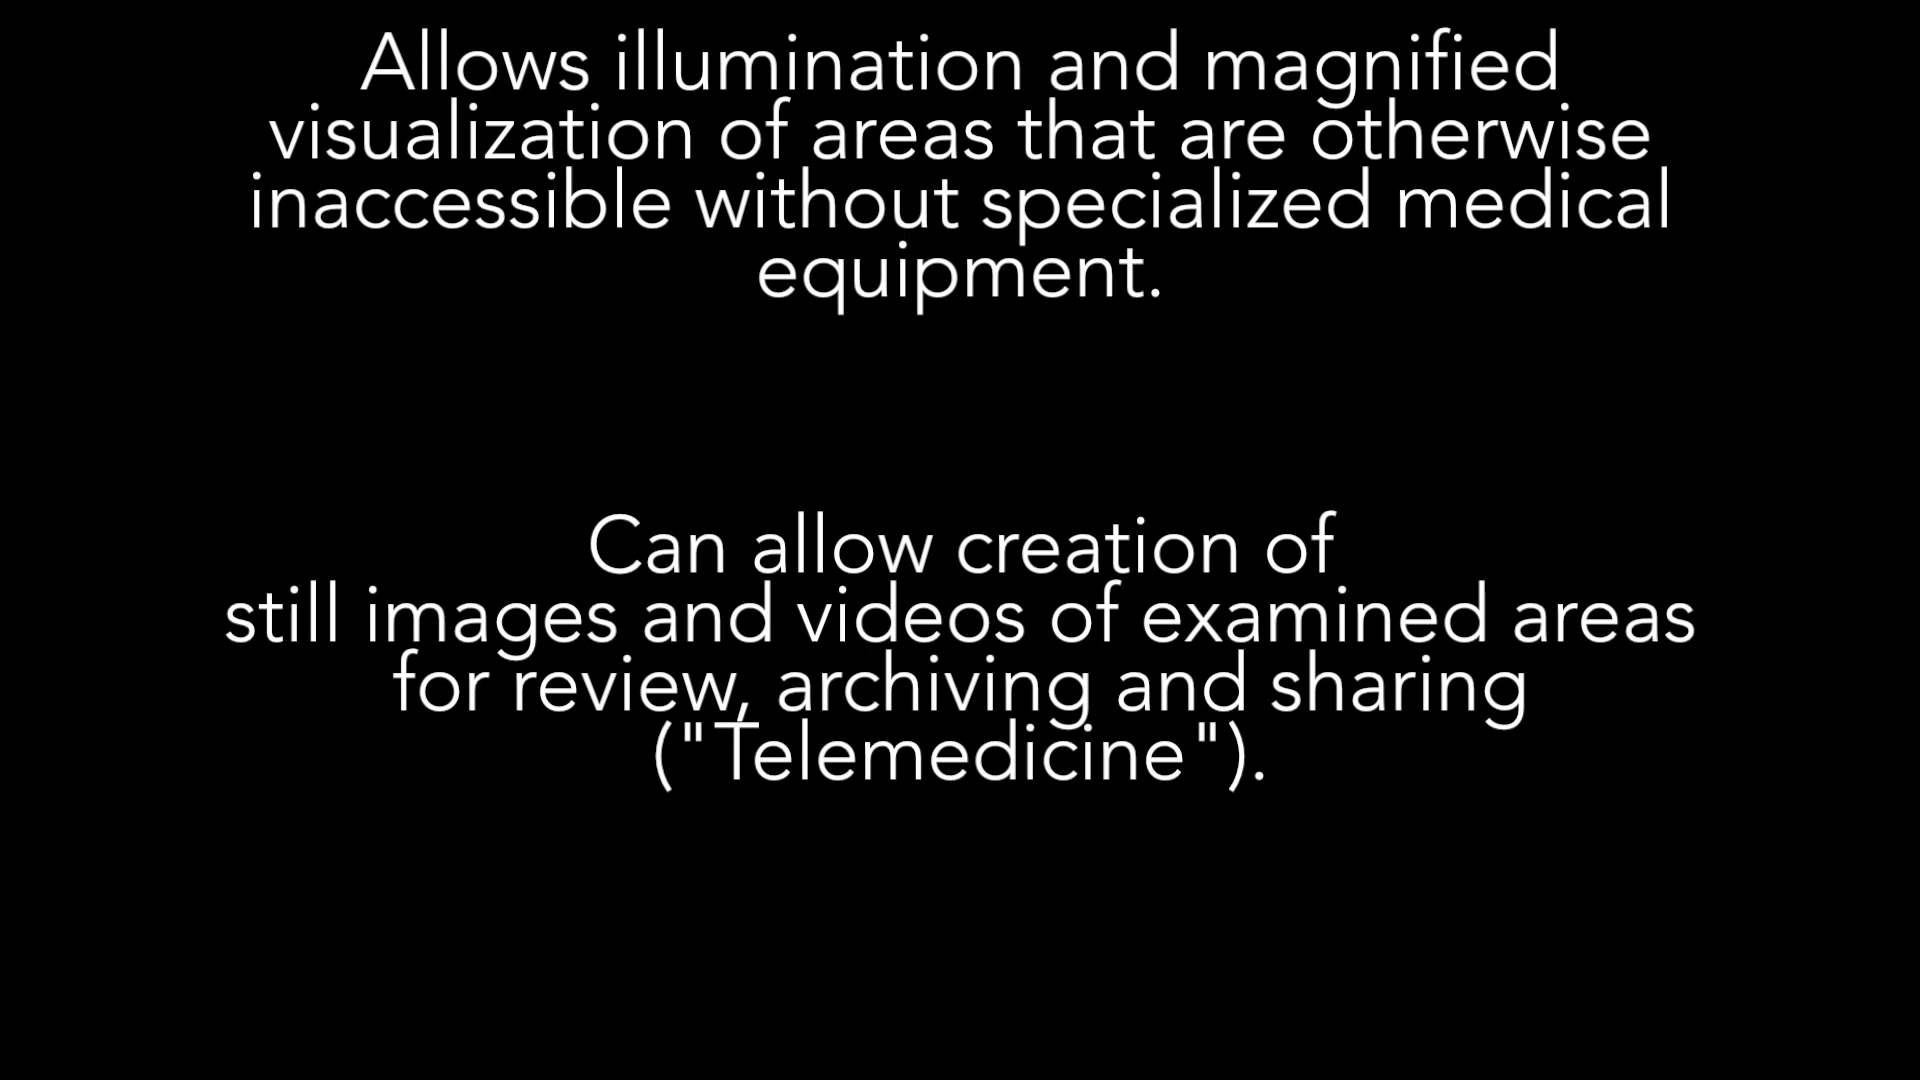 Allows illumination and magnified
visualization of areas that are otherwise
inaccessible without specialized medical
equipment.
Can allow creation of
still images and videos of examined areas
for review, archiving and sharing
("Telemedicine").